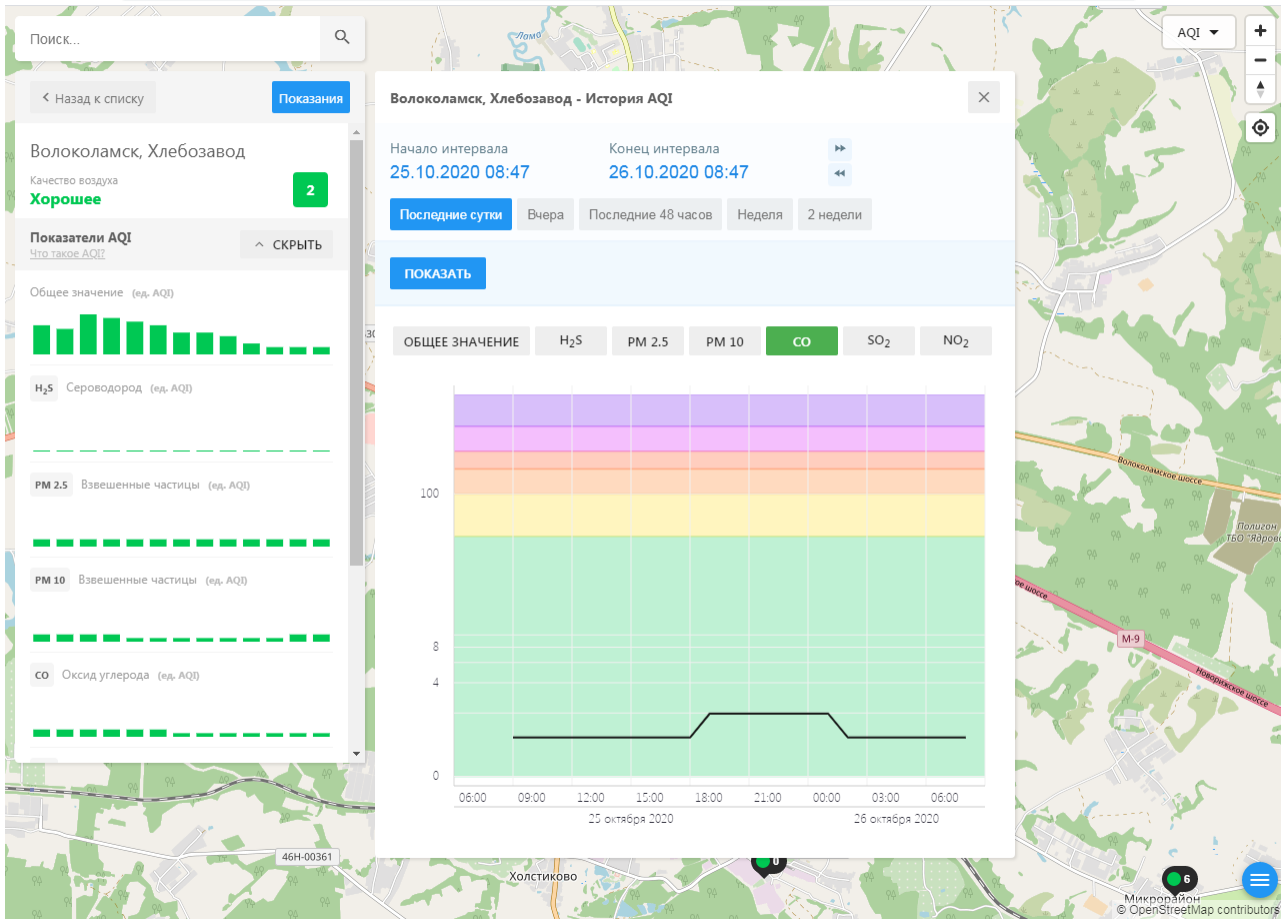 Поиск...
AQI
Назад к списку
Показания
Волоколамск, Хлебозавод
Качество воздуха
Хорошее
2
Показатели AQI
Что такое AQI?
СКРЫТЬ
Общее значение (ед. AQI)
H2S Сероводород (ед. AQI)
PM 2.5 Взвешенные частицы (ед. AQI)
PM 10 Взвешенные частицы (ед. AQI)
CO Оксид углерода (ед. AQI)
Волоколамск, Хлебозавод - История AQI
Начало интервала
25.10.2020 08:47
Конец интервала
26.10.2020 08:47
Последние сутки
Вчера
Последние 48 часов
Неделя
2 недели
ПОКАЗАТЬ
ОБЩЕЕ ЗНАЧЕНИЕ
H2S
PM 2.5
PM 10
CO
SO2
NO2
100
8
4
0
06:00 09:00 12:00 15:00 18:00 21:00 00:00 03:00 06:00
25 октября 2020
26 октября 2020
Ломо
Волоколамское шоссе
Полигон
ТБО "Ядрово
М-9
Новорижское шоссе
46Н-00361
Холстиково
0
6
Микрорайон
© OpenStreetMap contributors